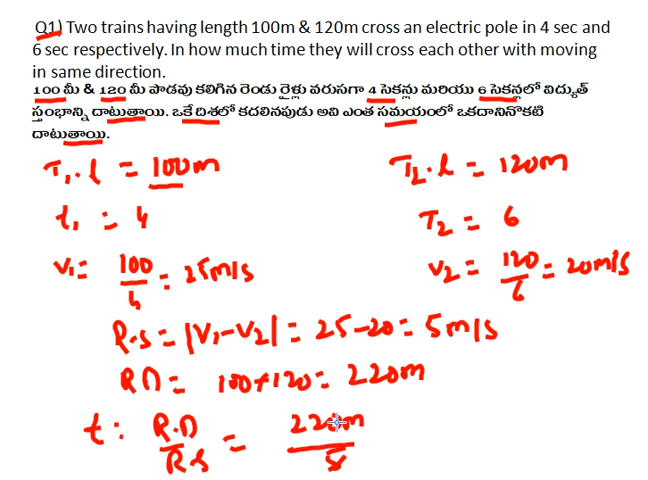 Q1) Two trains having length 100m & 120m cross an electric pole in 4 sec and
6 sec respectively. In how much time they will cross each other with moving
in same direction.
100 మీ & 120 మీ పొడవు కలిగిన రెండు రైళ్లు వరుసగా 4 సెకన్లు మరియు 6 సెకన్లలో విద్యుత్
స్తంభాన్ని దాటుతాయి. ఒకే దిశలో కదలినపుడు అవి ఎంత సమయంలో ఒకదానినొకటి
దాటుతాయి.
T₁.l = 100m T₂.l = 120m
t₁ = 4 T₂ = 6
V₁ = 100/4 = 25m/s V₂ = 120/6 = 20m/s
R.S = |V₁-V₂| = 25-20 = 5m/s
RD = 100+120 = 220m
t: R.D/RS = 220m/5